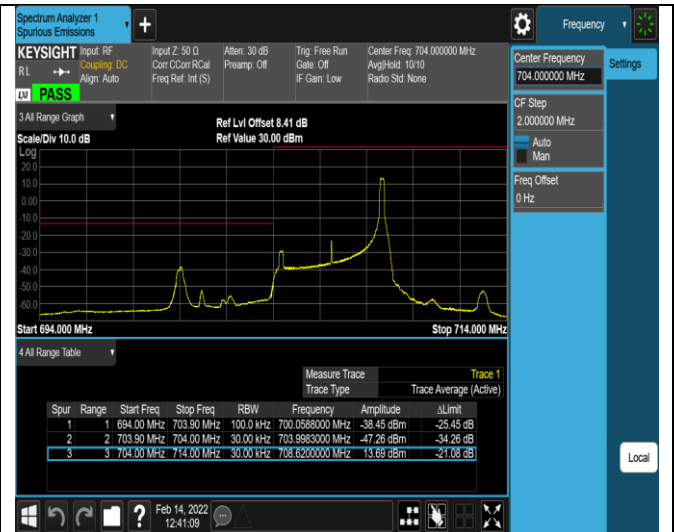 Spectrum Analyzer 1
Spurious Emissions
+
Frequency
KEYSIGHT
RL
LXI PASS
Input: RF
Coupling: DC
Align: Auto
Input Z: 50 Ω
Corr CCorr RCal
Freq Ref: Int (S)
Atten: 30 dB
Preamp: Off
Trig: Free Run
Gate: Off
IF Gain: Low
Center Freq: 704.000000 MHz
Avg|Hold: 10/10
Radio Std: None
Center Frequency
704.000000 MHz
Settings
CF Step
2.000000 MHz
Auto
Man
Freq Offset
0 Hz
Local
3 All Range Graph
Scale/Div 10.0 dB
Ref Lvl Offset 8.41 dB
Ref Value 30.00 dBm
Log
20.0
10.0
0.00
-10.0
-20.0
-30.0
-40.0
-50.0
-60.0
Start 694.000 MHz
Stop 714.000 MHz
4 All Range Table
Measure Trace Trace 1
Trace Type Trace Average (Active)
Spur Range Start Freq Stop Freq RBW Frequency Amplitude ΔLimit
1 1 694.00 MHz 703.90 MHz 100.0 kHz 700.0588000 MHz -38.45 dBm -25.45 dB
2 2 703.90 MHz 704.00 MHz 30.00 kHz 703.9983000 MHz -47.26 dBm -34.26 dB
3 3 704.00 MHz 714.00 MHz 30.00 kHz 708.6200000 MHz 13.69 dBm -21.08 dB
?
Feb 14, 2022
12:41:09